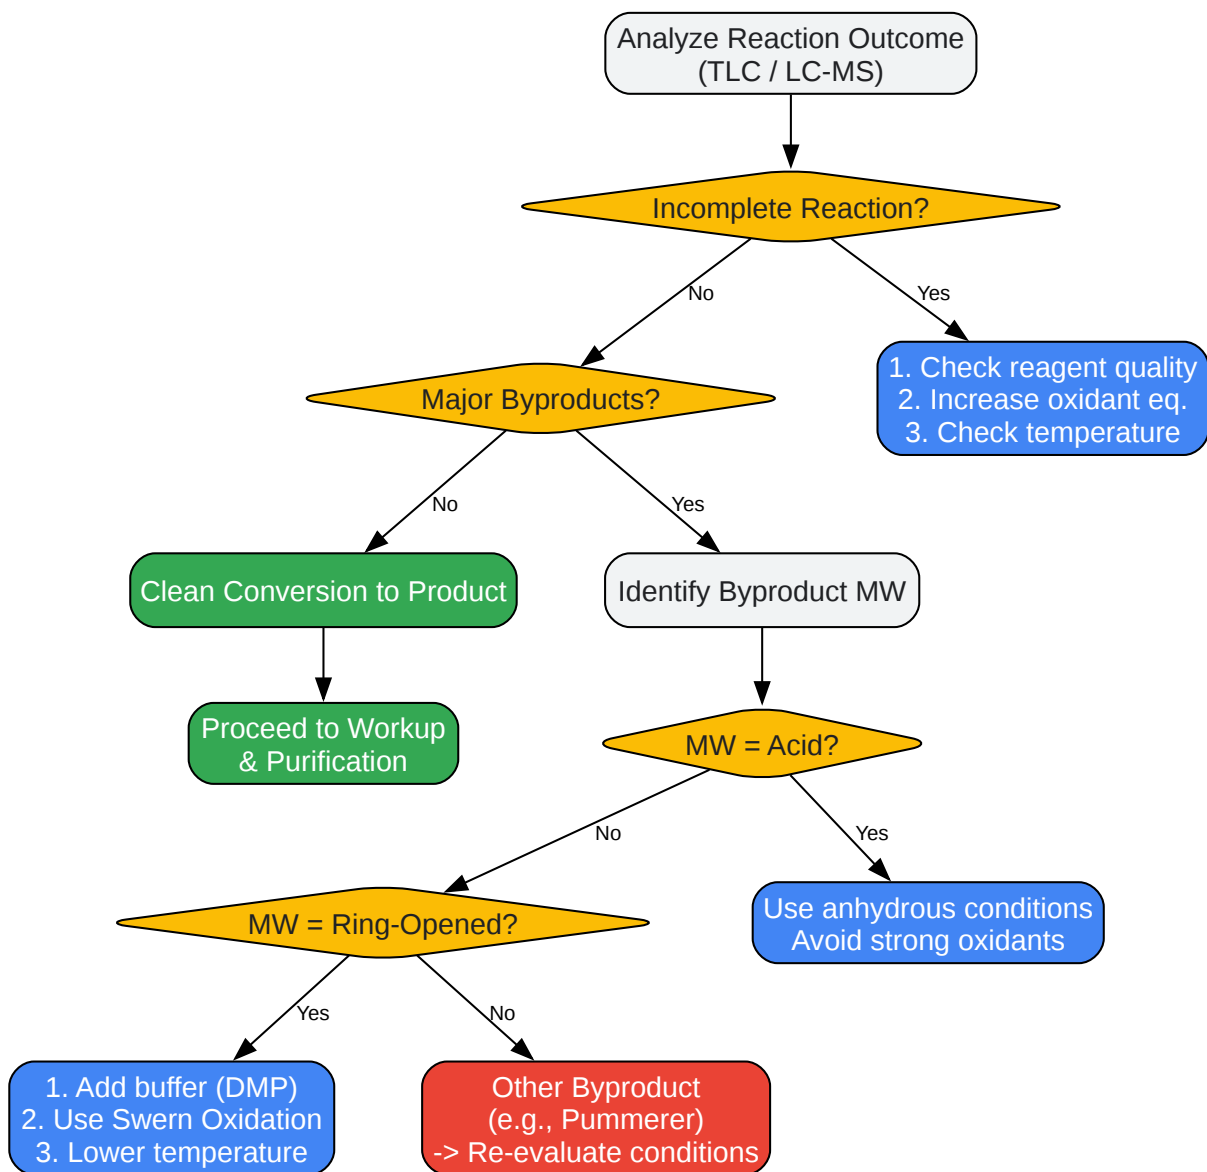 Analyze Reaction Outcome
(TLC / LC-MS)
Incomplete Reaction?
No
Yes
1. Check reagent quality
2. Increase oxidant eq.
3. Check temperature
Major Byproducts?
No
Yes
Clean Conversion to Product
Identify Byproduct MW
Proceed to Workup
& Purification
MW = Acid?
No
Yes
Use anhydrous conditions
Avoid strong oxidants
MW = Ring-Opened?
Yes
No
1. Add buffer (DMP)
2. Use Swern Oxidation
3. Lower temperature
Other Byproduct
(e.g., Pummerer)
-> Re-evaluate conditions